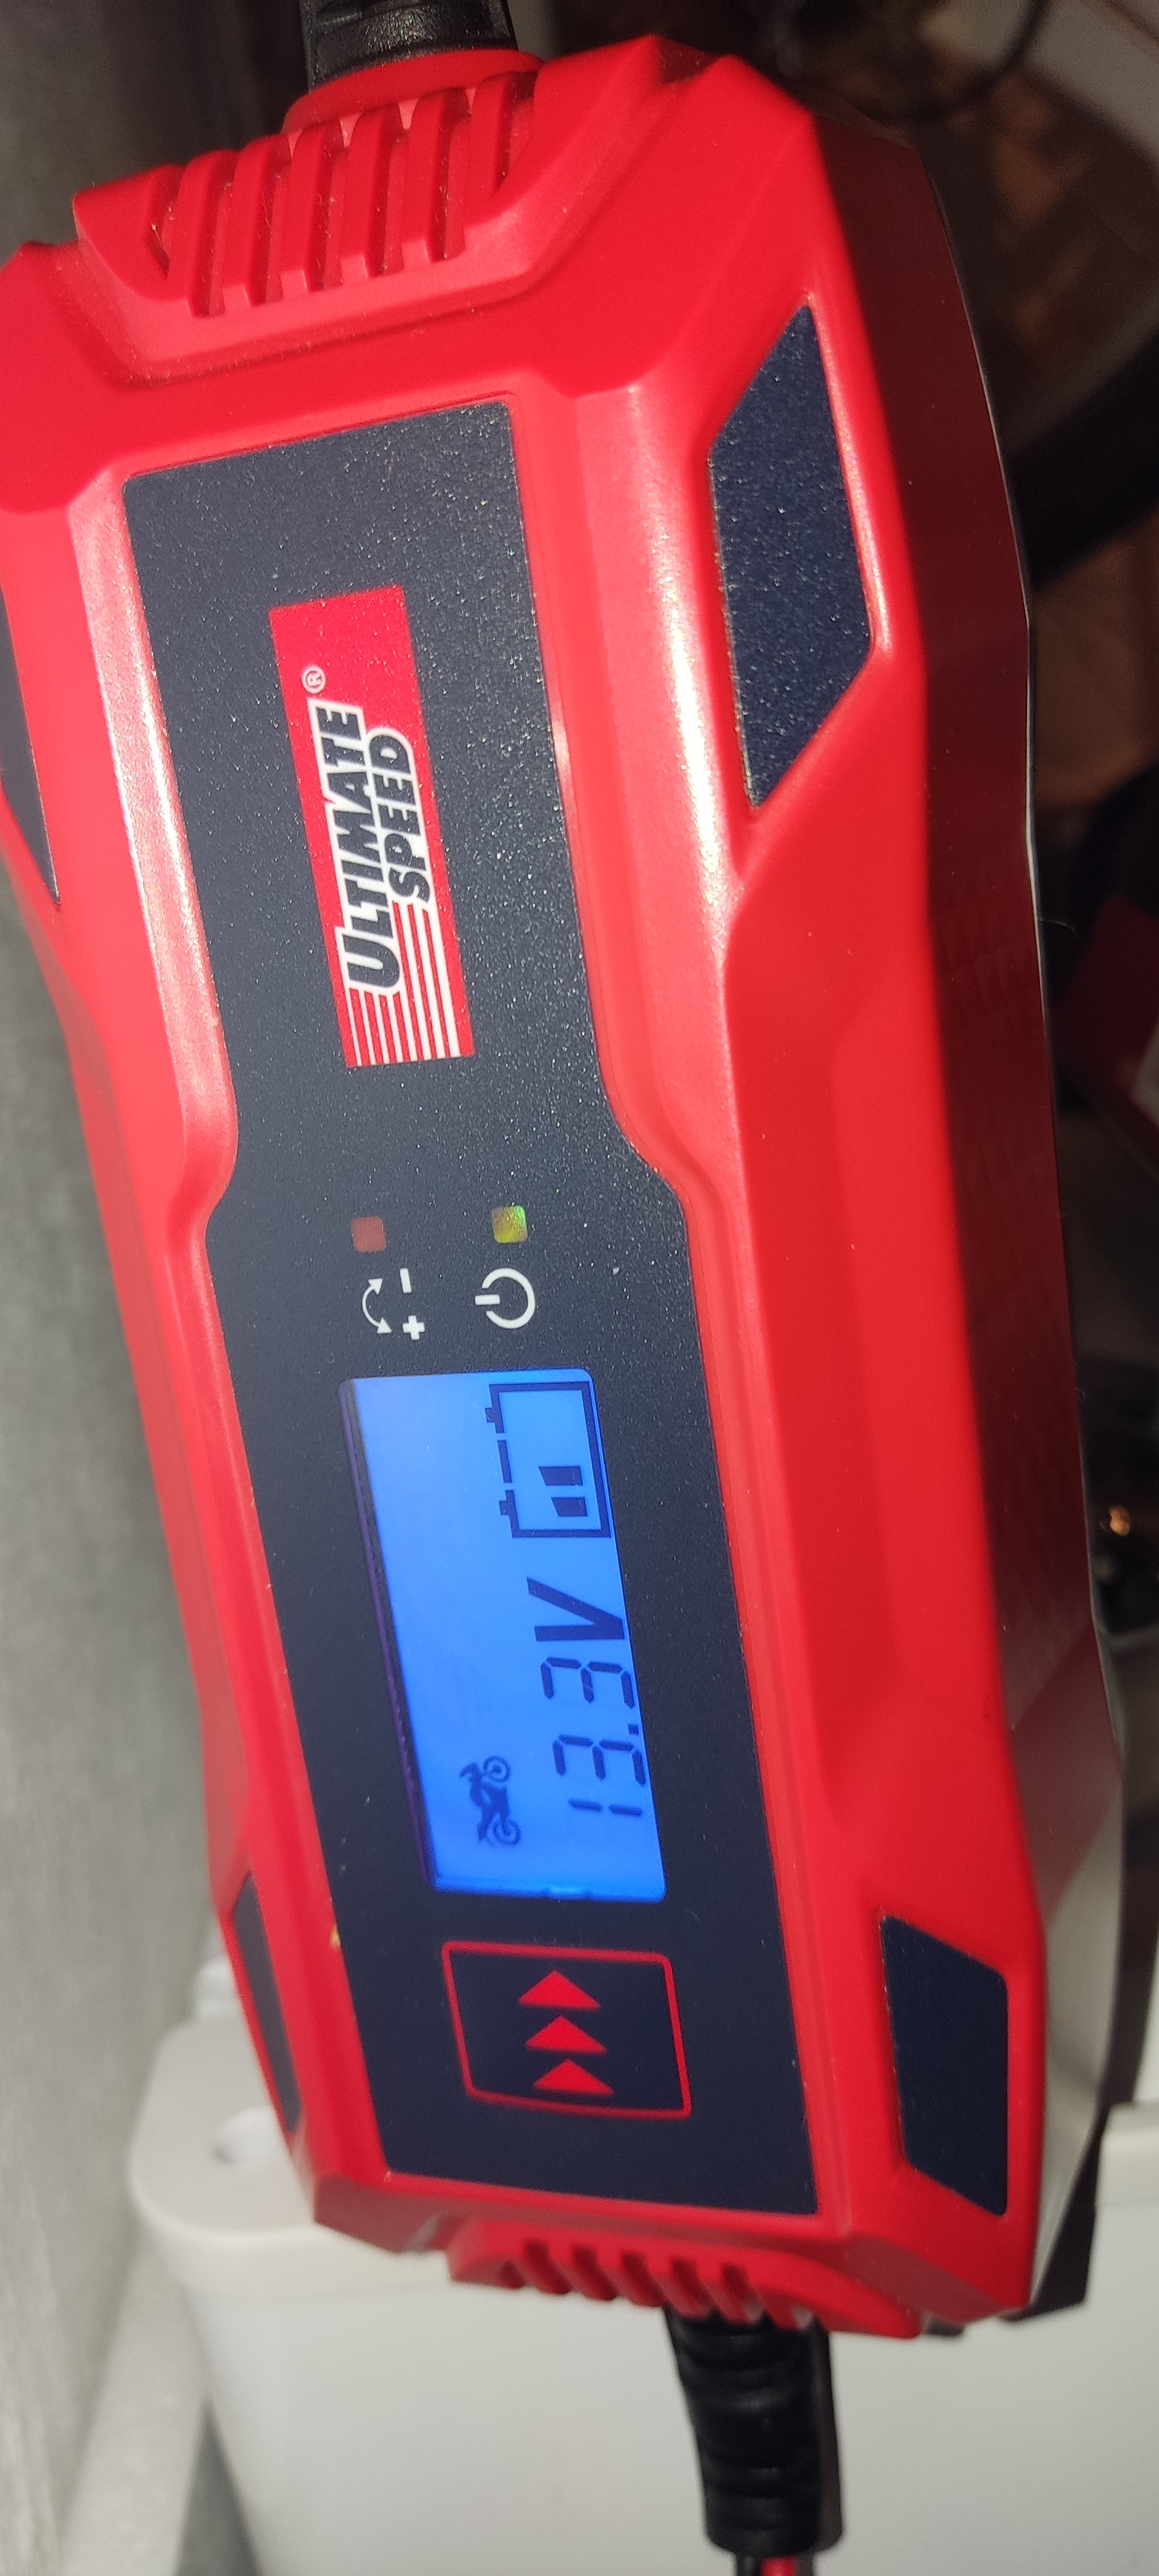 ULTIMATE
SPEED®
13.3V